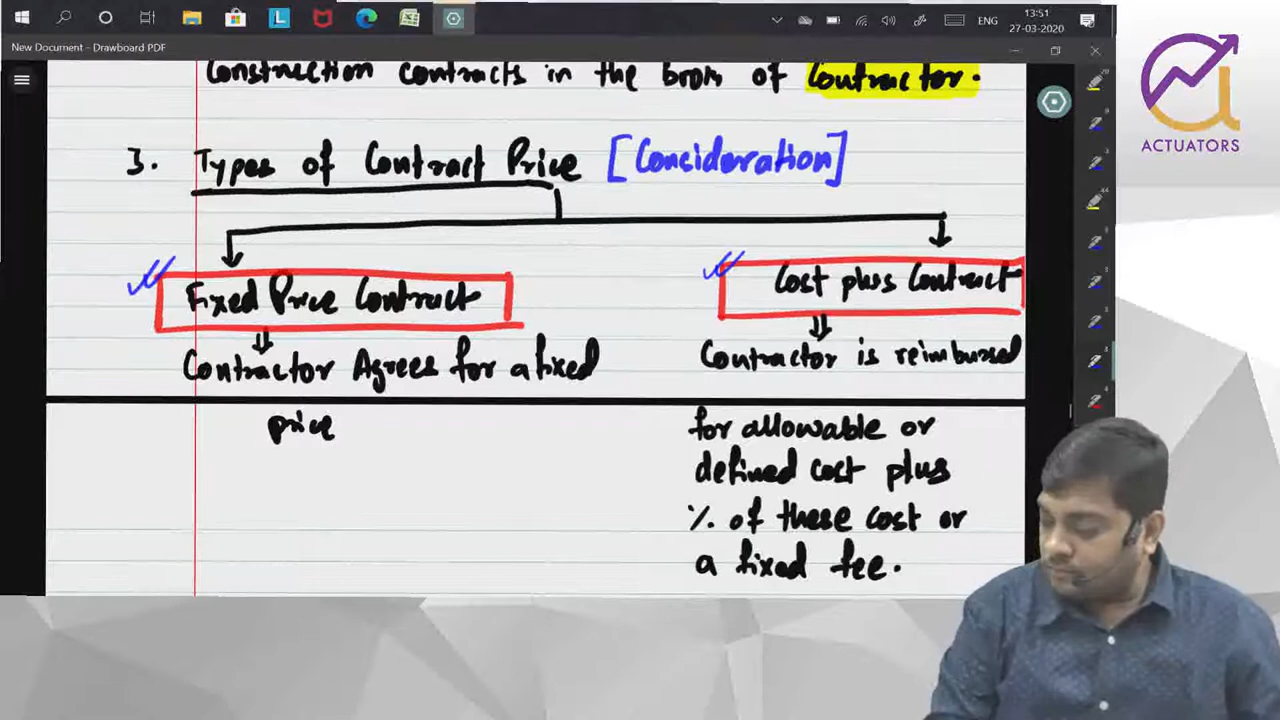 13:51
ENG
27-03-2020
New Document - Drawboard PDF
Construction contracts in the books of Contractor.
ACTUATORS
3. Types of Contract Price [Concideration]
Fixed Price Contract
Cost plus Contract
Contractor Agrees for a fixed
price
Contractor is reimbursed
for allowable or
defined cost plus
%. of these cost or
a fixed fee.